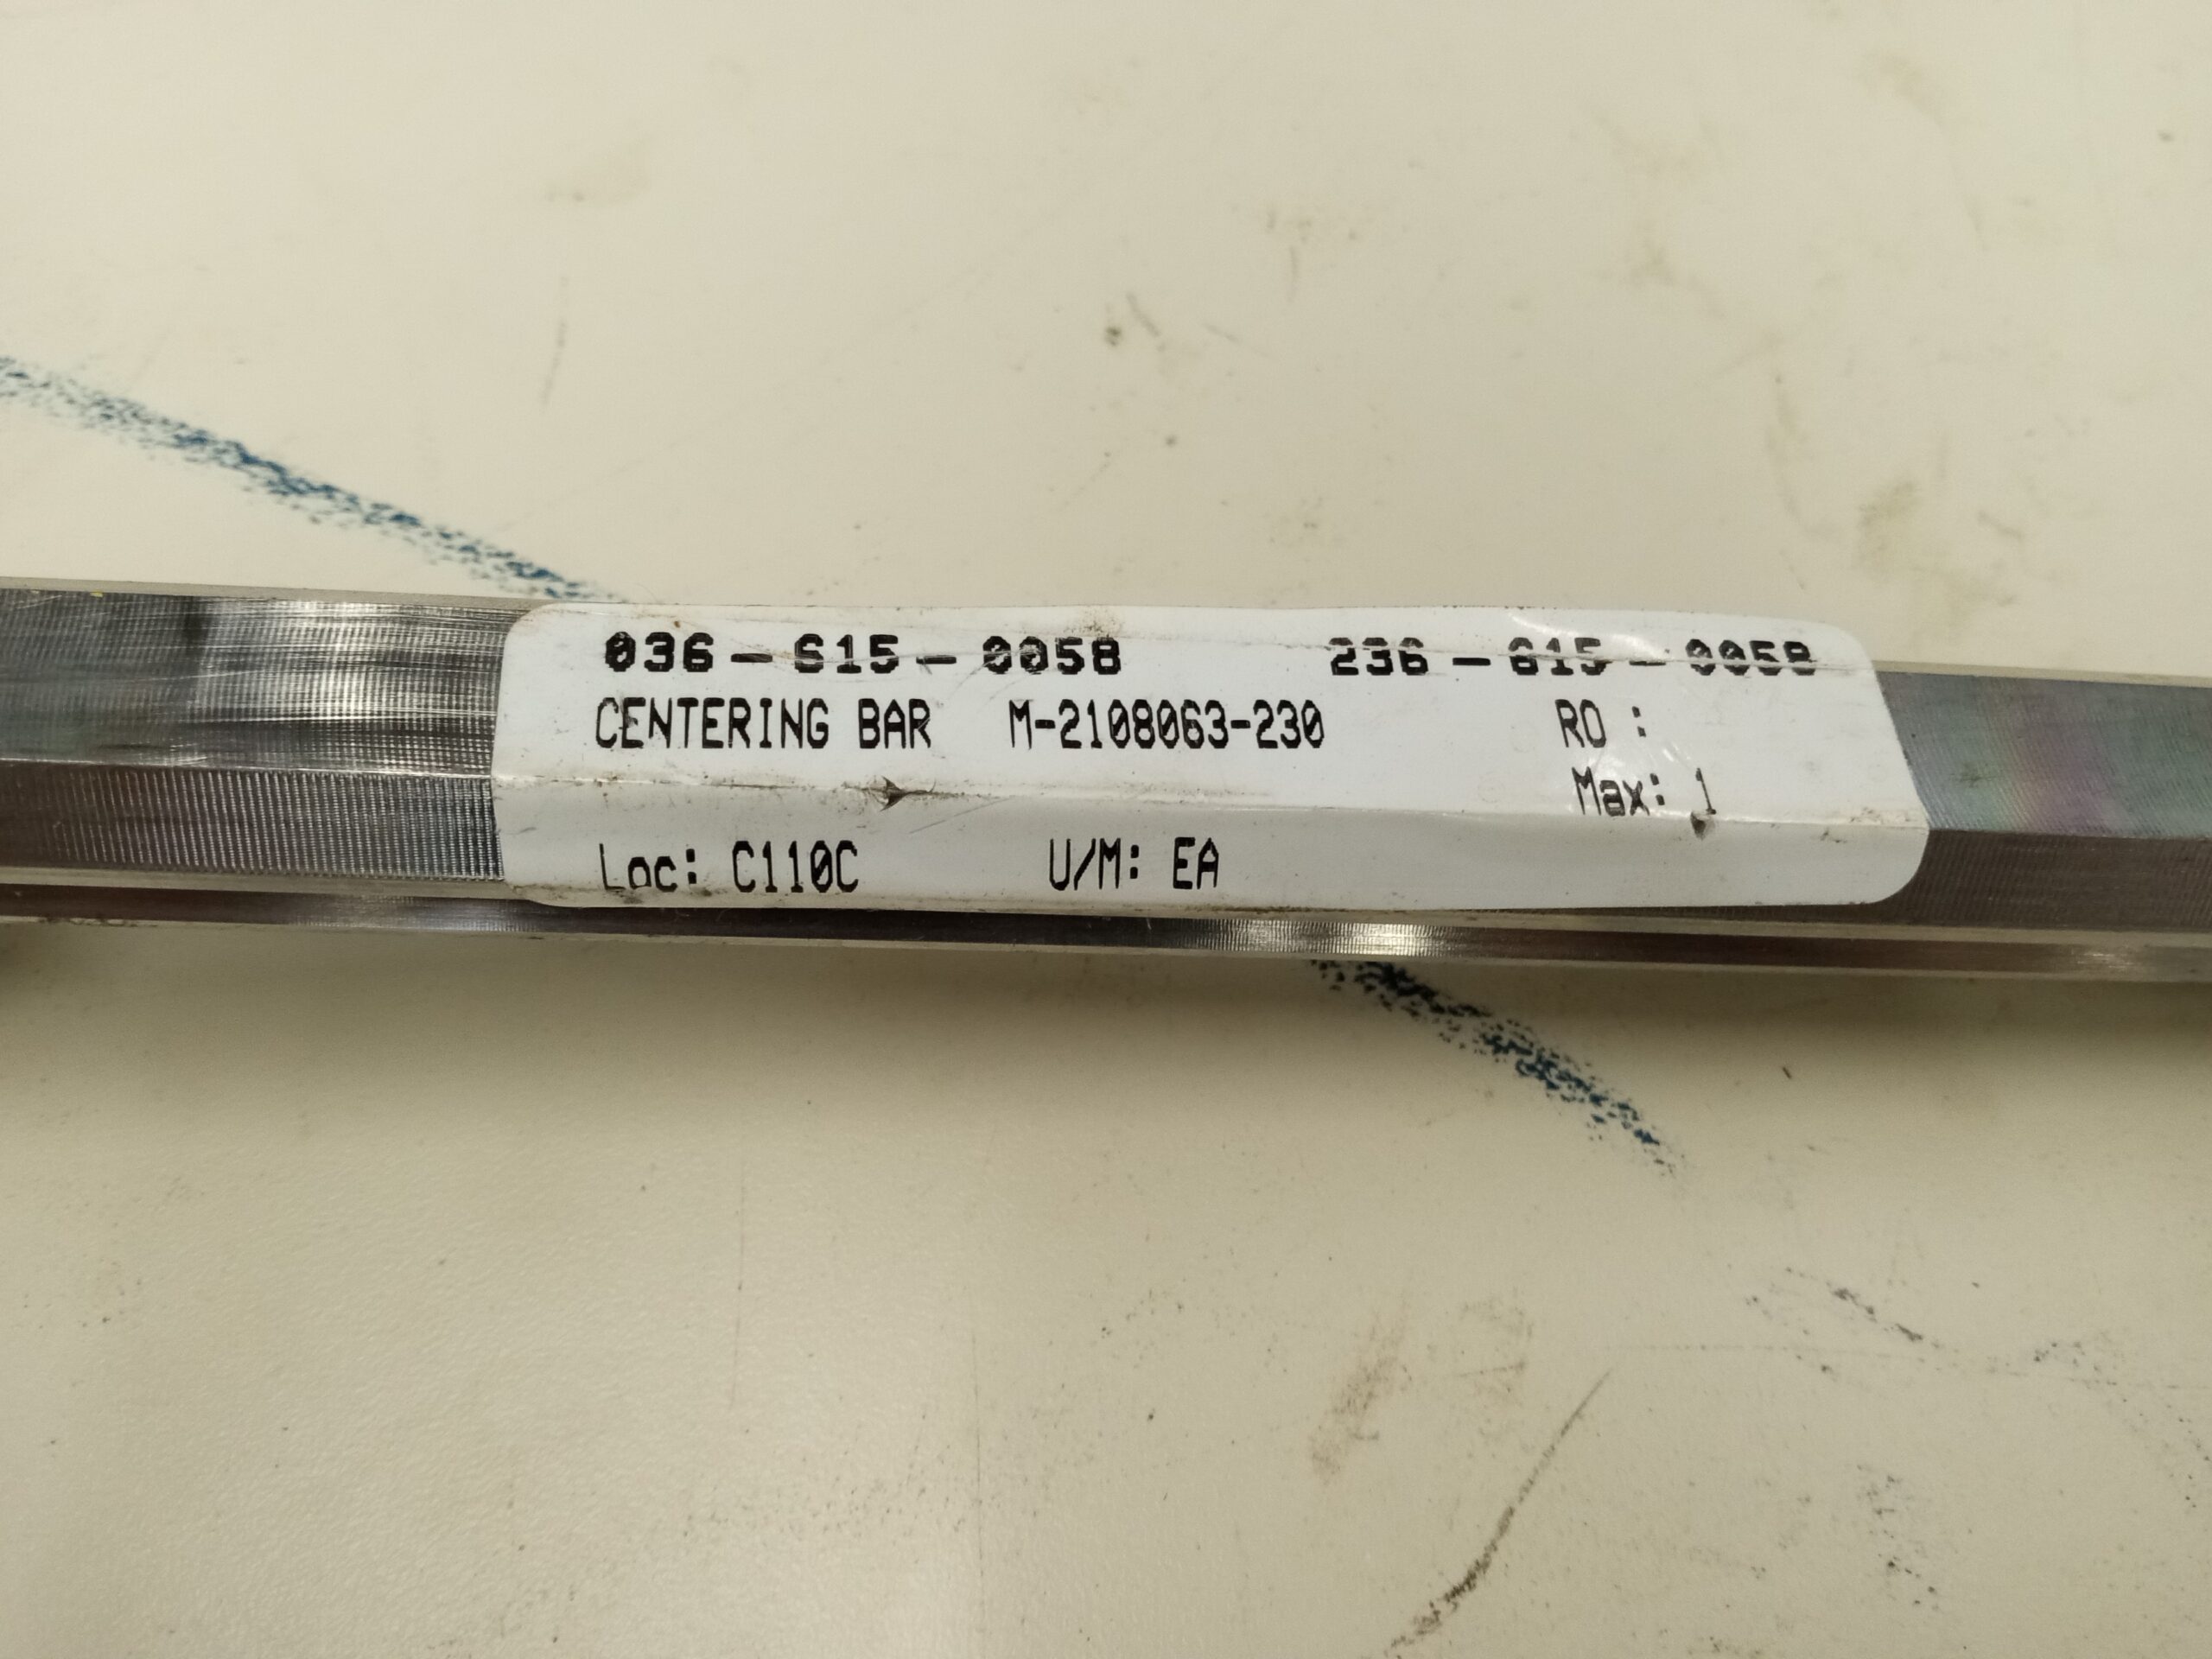 036-615-0058 236-615-0058
CENTERING BAR M-2108063-230 RO :
Max: 1
Loc: C110C U/M: EA